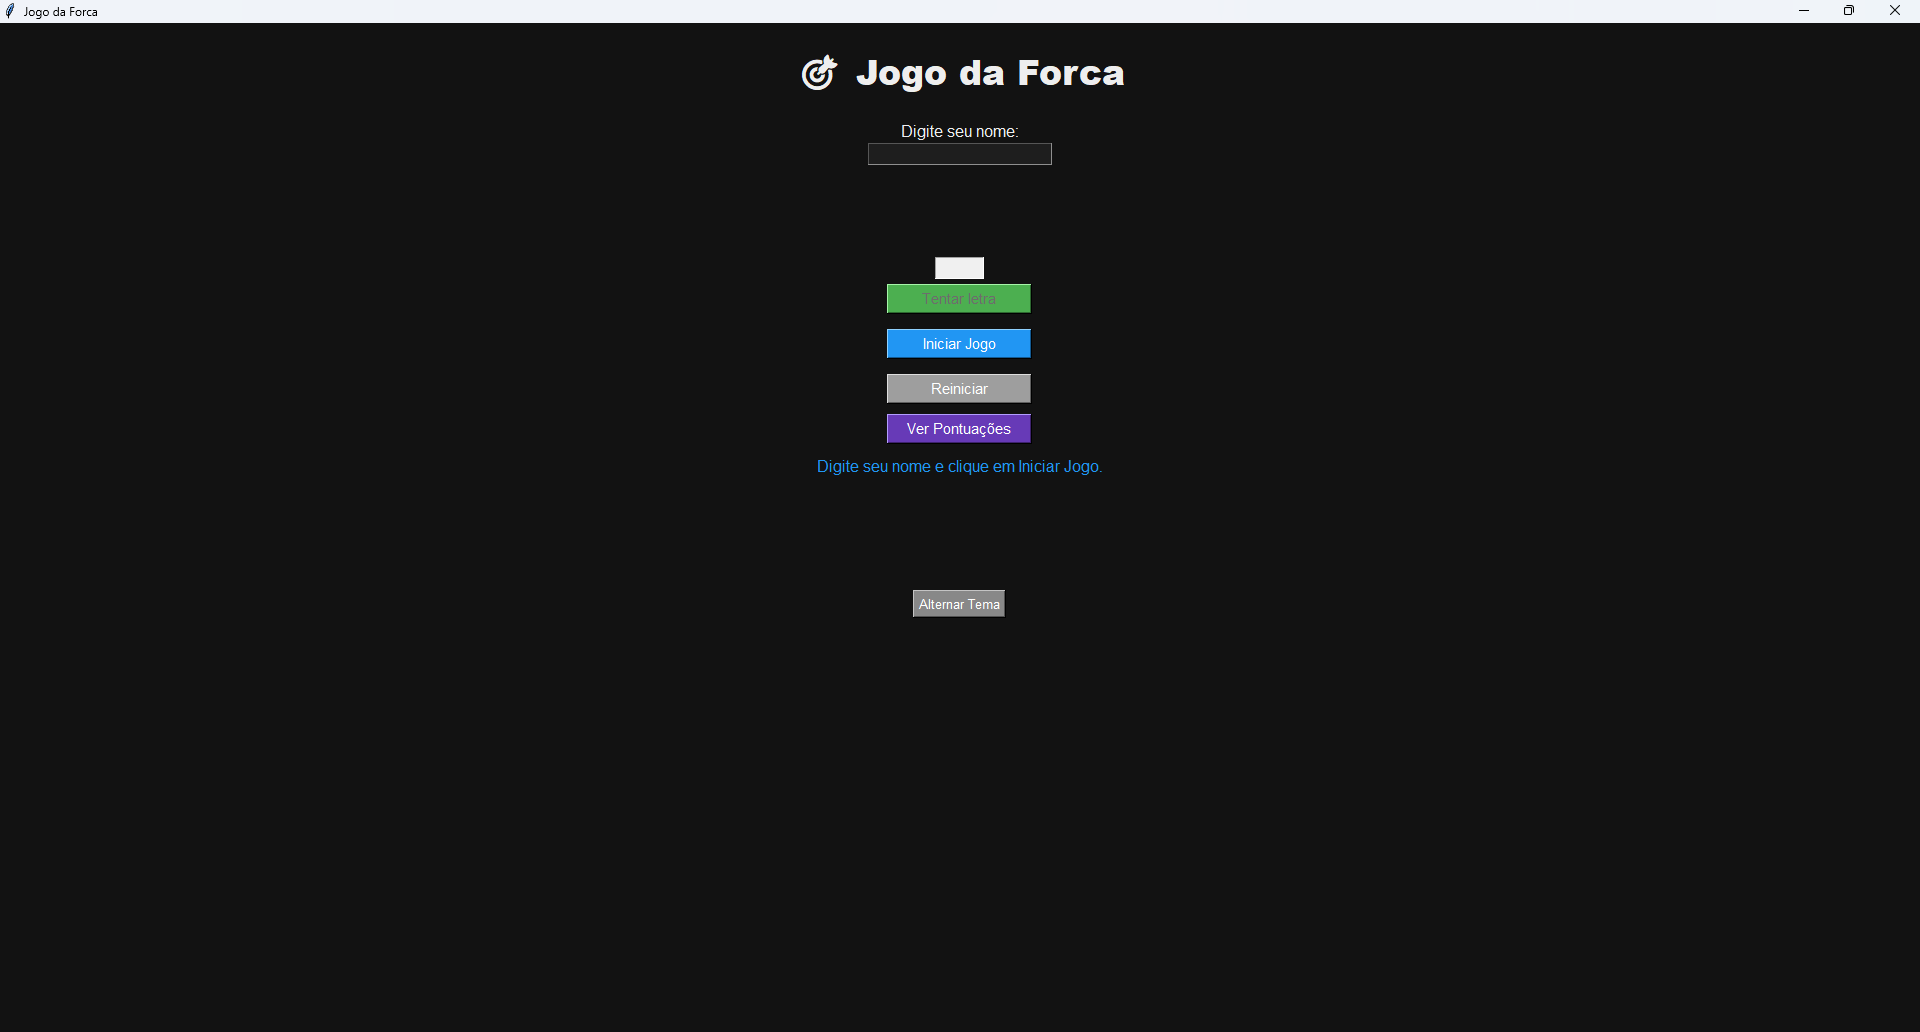 Jogo da Forca
Jogo da Forca
Digite seu nome:
Tentar letra
Iniciar Jogo
Reiniciar
Ver Pontuações
Digite seu nome e clique em Iniciar Jogo.
Alternar Tema